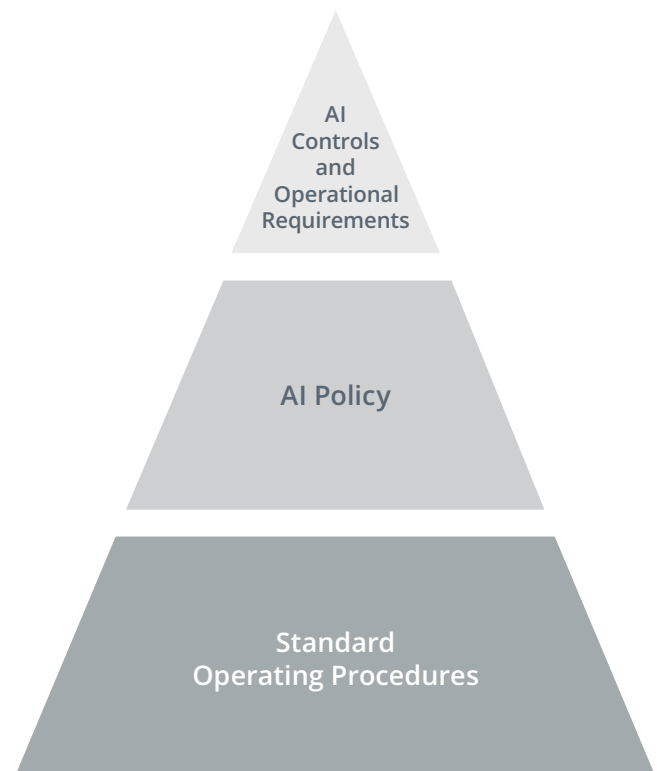 AI
Controls
and
Operational
Requirements
AI Policy
Standard
Operating Procedures